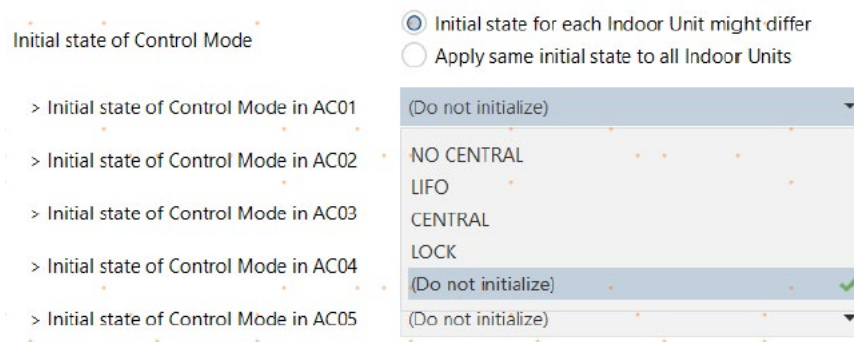 Initial state of Control Mode
Initial state for each Indoor Unit might differ
Apply same initial state to all Indoor Units
> Initial state of Control Mode in AC01
(Do not initialize)
> Initial state of Control Mode in AC02
NO CENTRAL
LIFO
> Initial state of Control Mode in AC03
CENTRAL
LOCK
> Initial state of Control Mode in AC04
(Do not initialize)
> Initial state of Control Mode in AC05
(Do not initialize)